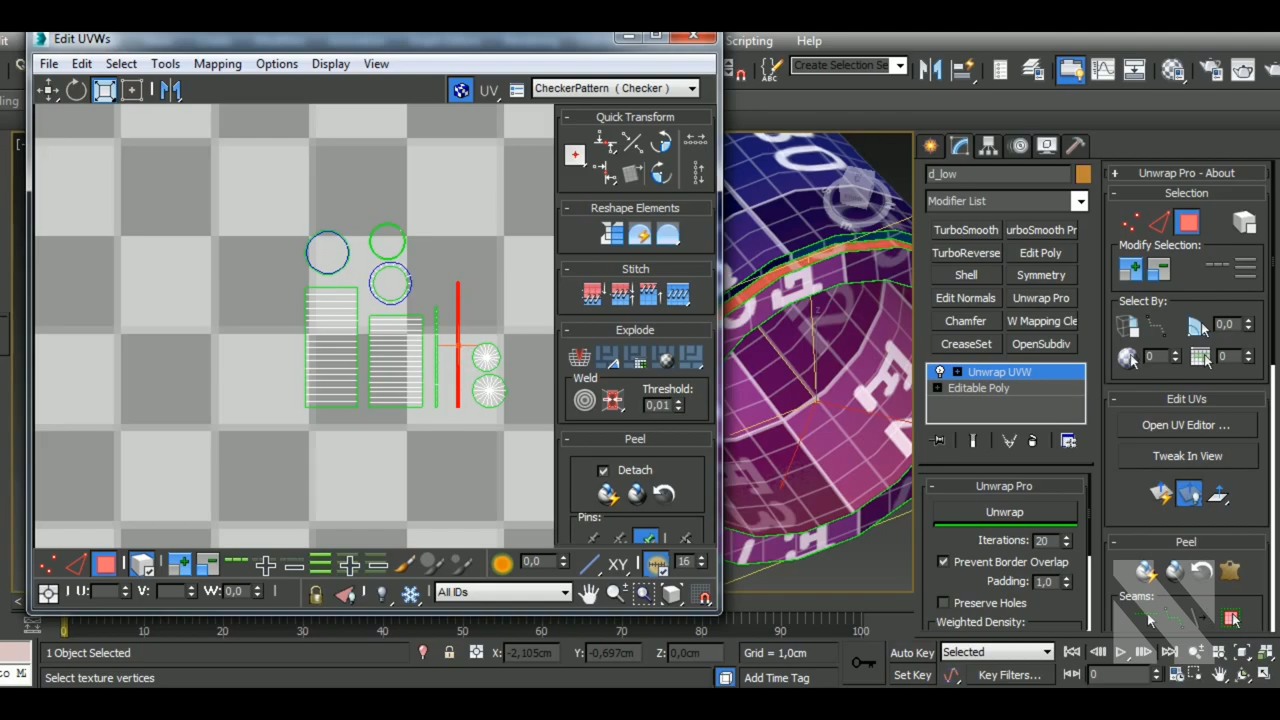 Edit UVWs
Scripting
Help
File
Edit
Select
Tools
Mapping
Options
Display
View
Create Selection Se
ABC
UV
CheckerPattern ( Checker )
Quick Transform
Reshape Elements
Stitch
Explode
Weld
Threshold:
0,01
Peel
Detach
Pins:
d_low
Modifier List
TurboSmooth
urboSmooth Pr
TurboReverse
Edit Poly
Shell
Symmetry
Edit Normals
Unwrap Pro
Chamfer
W Mapping Cle
CreaseSet
OpenSubdiv
Unwrap UVW
Editable Poly
Unwrap Pro
Unwrap
Iterations: 20
Prevent Border Overlap
Padding: 1,0
Preserve Holes
Weighted Density:
Unwrap Pro - About
Selection
Modify Selection:
Select By:
0,0
0
0
Edit UVs
Open UV Editor ...
Tweak In View
Peel
Seams:
0,0
XY
16
U:
V:
W: 0,0
All IDs
0 10 20 30 40 50 60 70 80 90 100
1 Object Selected
X: -2,105cm
Y: -0,697cm
Z: 0,0cm
Grid = 1,0cm
Auto Key
Selected
to Mi
Select texture vertices
Add Time Tag
Set Key
Key Filters...
0